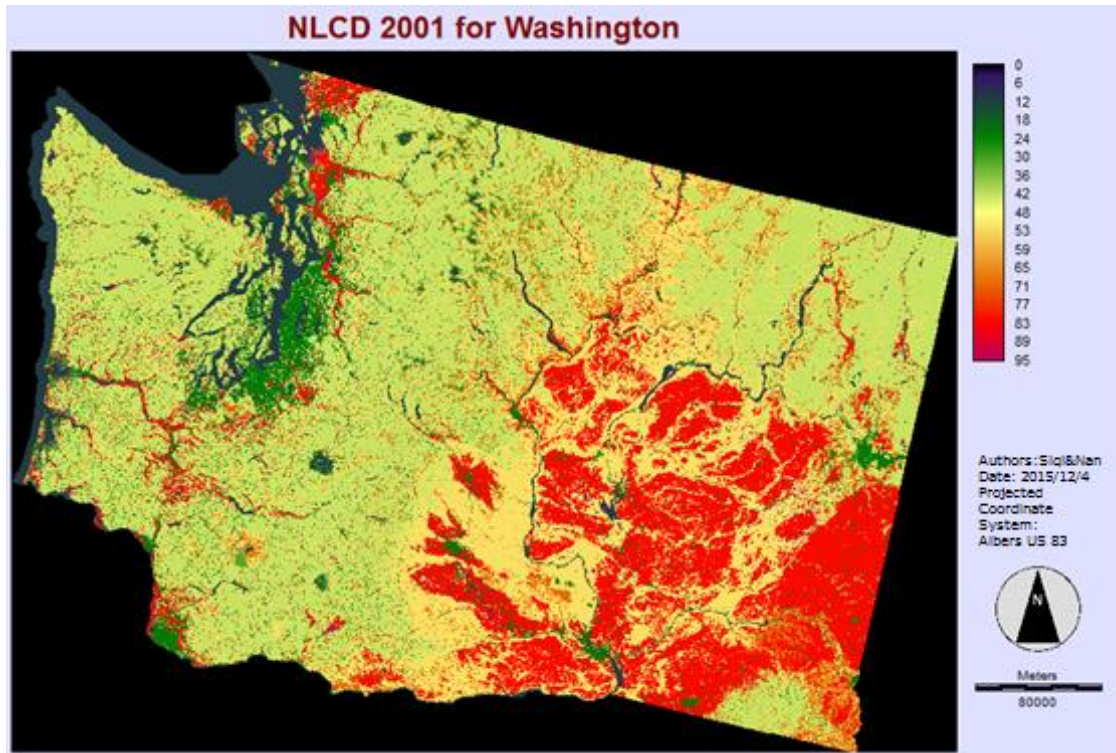 NLCD 2001 for Washington
0
6
12
18
24
30
36
42
48
53
59
65
71
77
83
89
95
Authors:Siqi&Nan
Date: 2015/12/4
Projected
Coordinate
System:
Albers US 83
N
Meters
80000